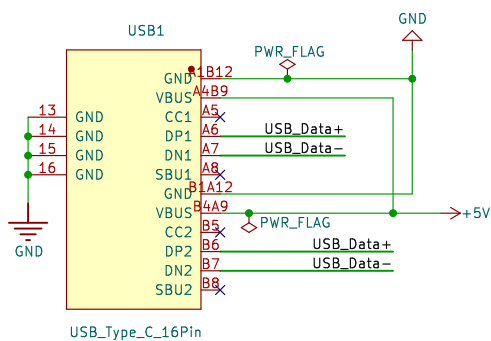 USB1
GND
PWR_FLAG
GND A1B12
VBUS A4B9
13 GND CC1 A5
14 GND DP1 A6 USB_Data+
15 GND DN1 A7 USB_Data-
16 GND SBU1 A8
GND B1A12
VBUS B4A9 +5V
PWR_FLAG
CC2 B5
GND DP2 B6 USB_Data+
DN2 B7 USB_Data-
SBU2 B8
USB_Type_C_16Pin